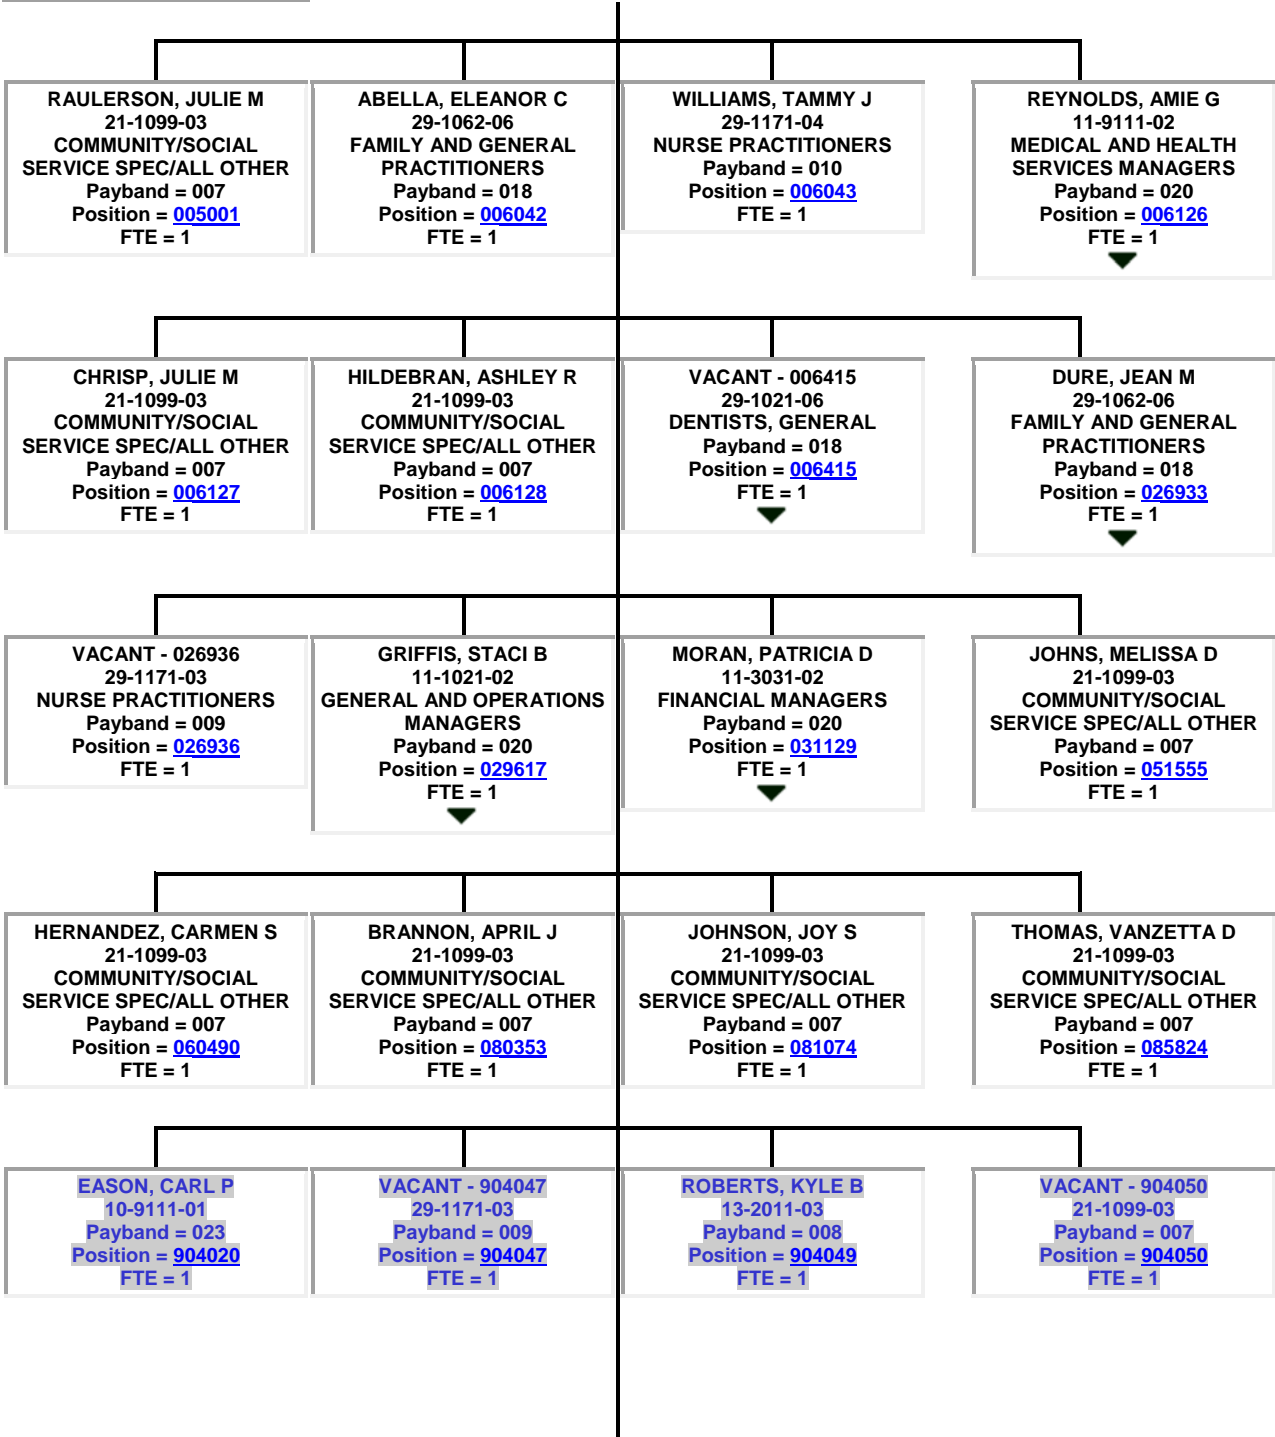 RAULERSON, JULIE M
21-1099-03
COMMUNITY/SOCIAL
SERVICE SPEC/ALL OTHER
Payband = 007
Position = 005001
FTE = 1
ABELLA, ELEANOR C
29-1062-06
FAMILY AND GENERAL
PRACTITIONERS
Payband = 018
Position = 006042
FTE = 1
WILLIAMS, TAMMY J
29-1171-04
NURSE PRACTITIONERS
Payband = 010
Position = 006043
FTE = 1
REYNOLDS, AMIE G
11-9111-02
MEDICAL AND HEALTH
SERVICES MANAGERS
Payband = 020
Position = 006126
FTE = 1
CHRISP, JULIE M
21-1099-03
COMMUNITY/SOCIAL
SERVICE SPEC/ALL OTHER
Payband = 007
Position = 006127
FTE = 1
HILDEBRAN, ASHLEY R
21-1099-03
COMMUNITY/SOCIAL
SERVICE SPEC/ALL OTHER
Payband = 007
Position = 006128
FTE = 1
VACANT - 006415
29-1021-06
DENTISTS, GENERAL
Payband = 018
Position = 006415
FTE = 1
DURE, JEAN M
29-1062-06
FAMILY AND GENERAL
PRACTITIONERS
Payband = 018
Position = 026933
FTE = 1
VACANT - 026936
29-1171-03
NURSE PRACTITIONERS
Payband = 009
Position = 026936
FTE = 1
GRIFFIS, STACI B
11-1021-02
GENERAL AND OPERATIONS
MANAGERS
Payband = 020
Position = 029617
FTE = 1
MORAN, PATRICIA D
11-3031-02
FINANCIAL MANAGERS
Payband = 020
Position = 031129
FTE = 1
JOHNS, MELISSA D
21-1099-03
COMMUNITY/SOCIAL
SERVICE SPEC/ALL OTHER
Payband = 007
Position = 051555
FTE = 1
HERNANDEZ, CARMEN S
21-1099-03
COMMUNITY/SOCIAL
SERVICE SPEC/ALL OTHER
Payband = 007
Position = 060490
FTE = 1
BRANNON, APRIL J
21-1099-03
COMMUNITY/SOCIAL
SERVICE SPEC/ALL OTHER
Payband = 007
Position = 080353
FTE = 1
JOHNSON, JOY S
21-1099-03
COMMUNITY/SOCIAL
SERVICE SPEC/ALL OTHER
Payband = 007
Position = 081074
FTE = 1
THOMAS, VANZETTA D
21-1099-03
COMMUNITY/SOCIAL
SERVICE SPEC/ALL OTHER
Payband = 007
Position = 085824
FTE = 1
EASON, CARL P
10-9111-01
Payband = 023
Position = 904020
FTE = 1
VACANT - 904047
29-1171-03
Payband = 009
Position = 904047
FTE = 1
ROBERTS, KYLE B
13-2011-03
Payband = 008
Position = 904049
FTE = 1
VACANT - 904050
21-1099-03
Payband = 007
Position = 904050
FTE = 1